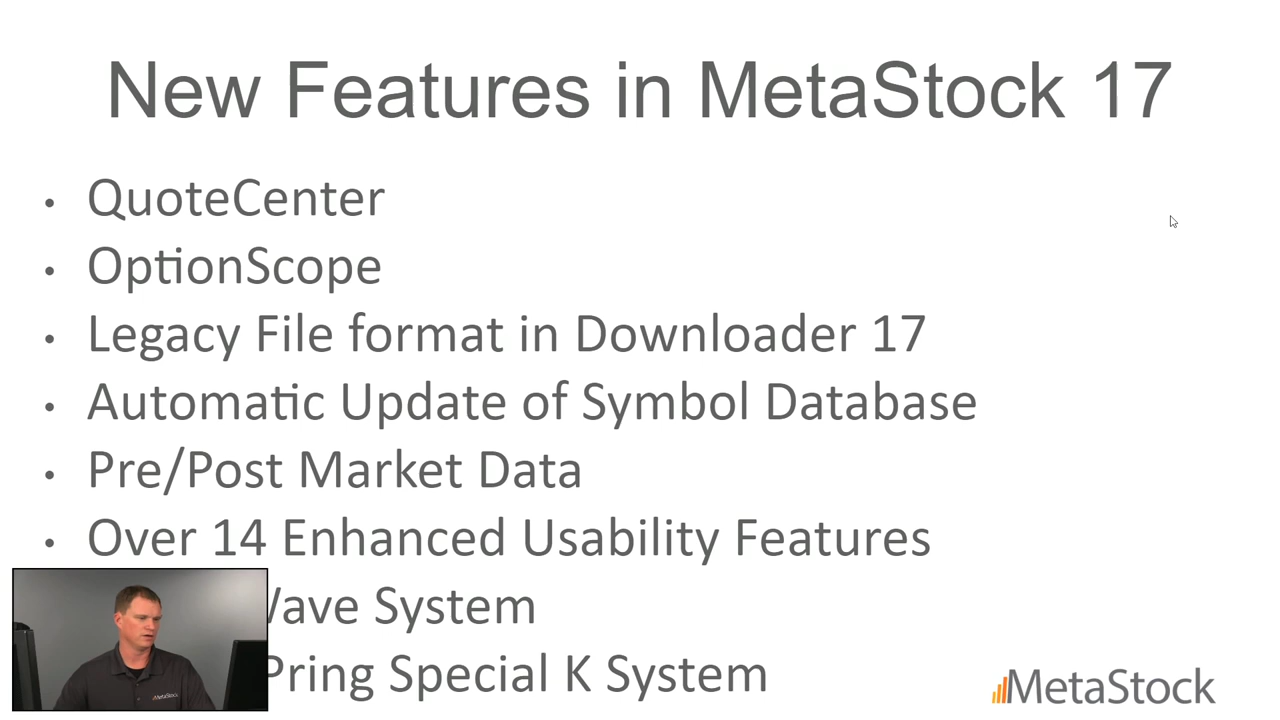 New Features in MetaStock 17
• QuoteCenter
• OptionScope
• Legacy File format in Downloader 17
• Automatic Update of Symbol Database
• Pre/Post Market Data
• Over 14 Enhanced Usability Features
System
Pring Special K System
MetaStock
MetaStock